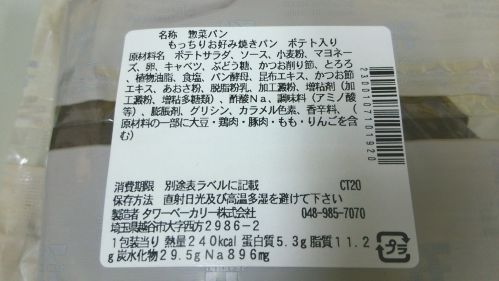 名称 惣菜パン
もっちりお好み焼きパン ポテト入り
原材料名 ポテトサラダ、ソース、小麦粉、マヨネー
ズ、卵、キャベツ、ぶどう糖、かつお削り節、とろろ
、植物油脂、食塩、パン酵母、昆布エキス、かつお節
エキス、あおさ粉、脱脂粉乳、加工澱粉、増粘剤(加
工澱粉、増粘多糖類)、酢酸Na、調味料(アミノ酸
等)、膨脹剤、グリシン、カラメル色素、香辛料、(
原材料の一部に大豆・鶏肉・豚肉・もも・りんごを含
む)
2300107101920
消費期限 別途表ラベルに記載 CT20
保存方法 直射日光及び高温多湿を避けて下さい
製造者 タワーベーカリー株式会社 048-985-7070
埼玉県越谷市大字西方2986-2
1包装当り 熱量240kcal 蛋白質5.3g 脂質11.2
g 炭水化物29.5g Na896mg
プラ